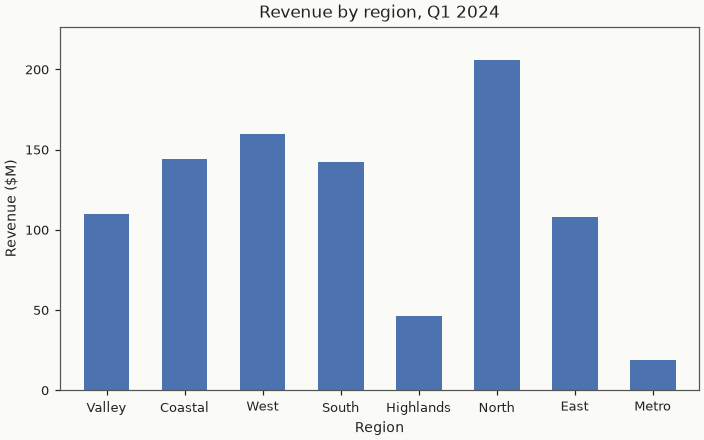 Revenue by region, Q1 2024
Revenue ($M)
200
150
100
50
0
Valley Coastal West South Highlands North East Metro
Region